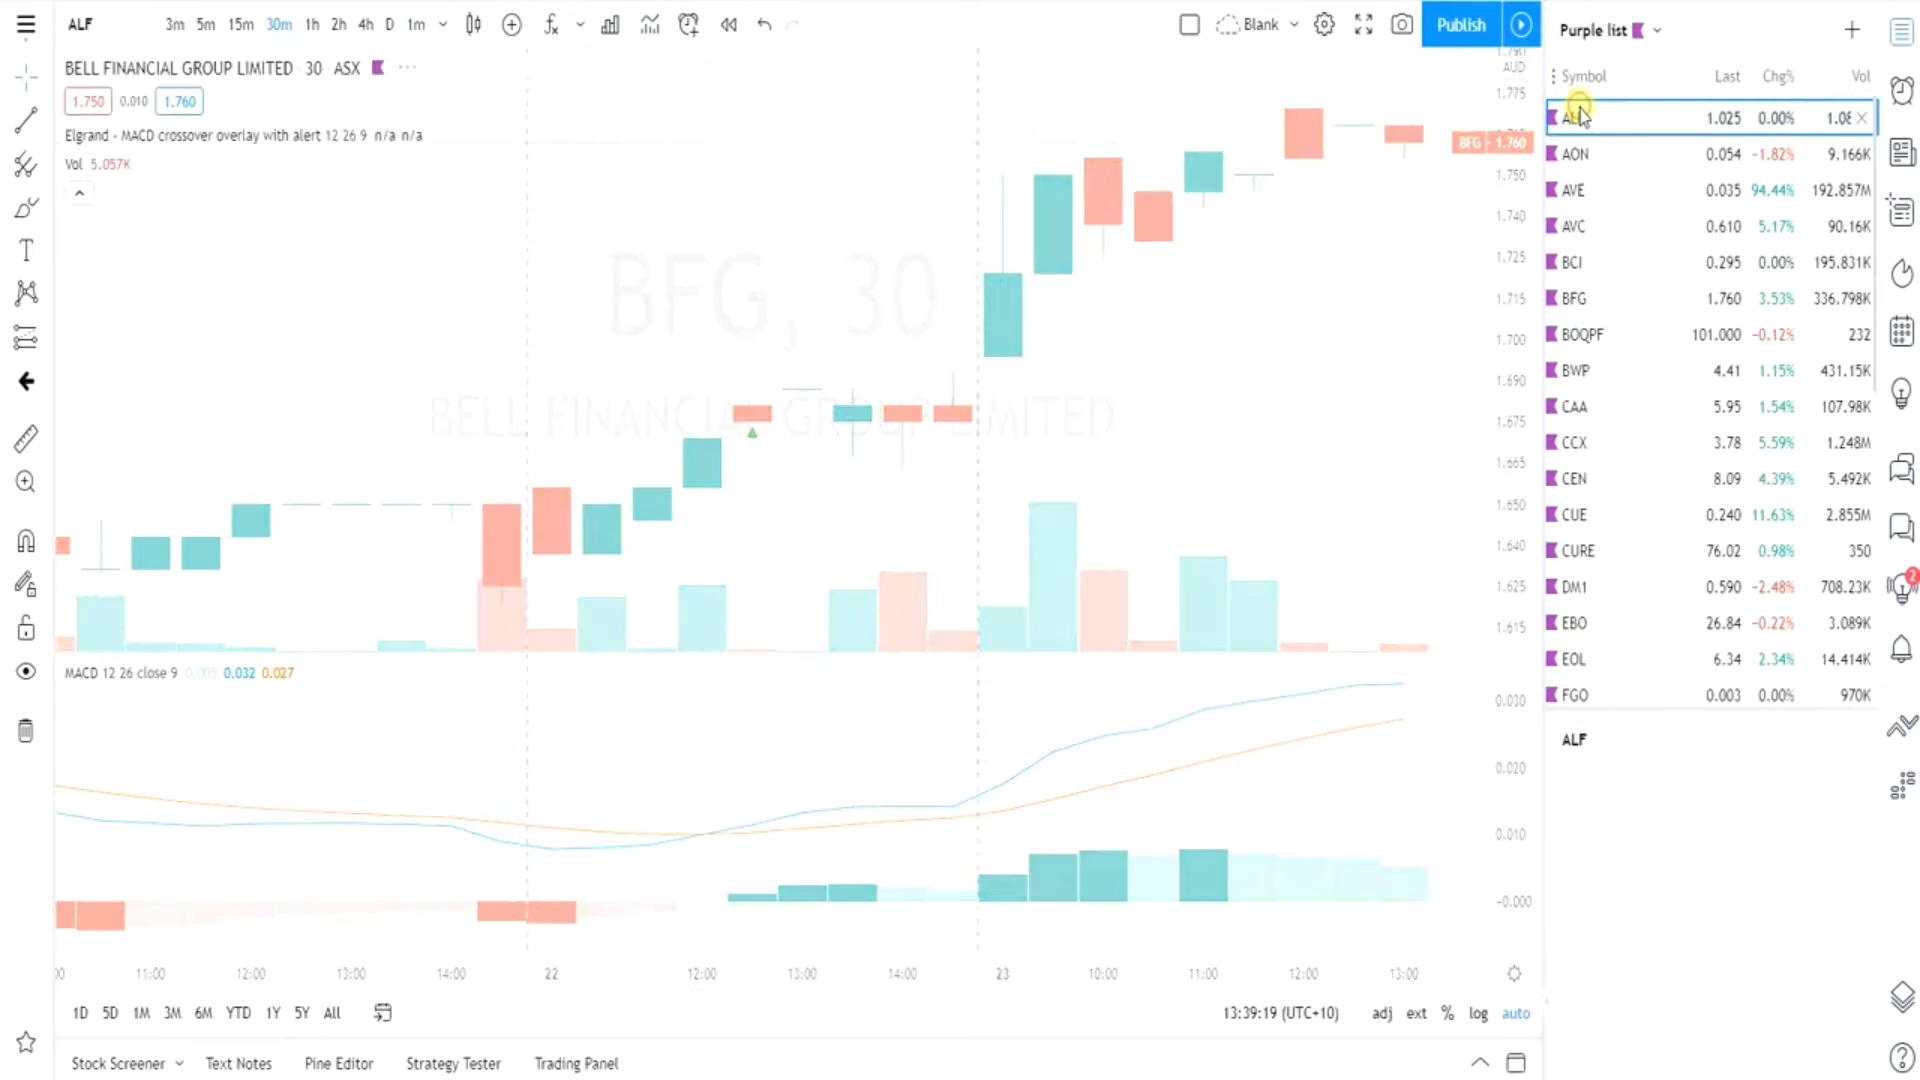 ALF 3m 5m 15m 30m 1h 2h 4h D 1m Blank Publish
BELL FINANCIAL GROUP LIMITED 30 ASX
1.750 0.010 1.760
Elgrand - MACD crossover overlay with alert 12 26 9 n/a n/a
Vol 5.057K
BFG, 30
BELL FINANCIAL GROUP LIMITED
AUD
1.775
BFG 1.760
1.750
1.740
1.725
1.715
1.700
1.690
1.675
1.665
1.650
1.640
1.625
1.615
MACD 12 26 close 9 0.005 0.032 0.027
0.030
0.020
0.010
-0.000
11:00 12:00 13:00 14:00 22 12:00 13:00 14:00 23 10:00 11:00 12:00 13:00
1D 5D 1M 3M 6M YTD 1Y 5Y All 13:39:19 (UTC+10) adj ext % log auto
Stock Screener Text Notes Pine Editor Strategy Tester Trading Panel
Purple list
Symbol Last Chg% Vol
1.025 0.00%
AON 0.054 −1.82% 9.166K
AVE 0.035 94.44% 192.857M
AVC 0.610 5.17% 90.16K
BCI 0.295 0.00% 195.831K
BFG 1.760 3.53% 336.798K
BOQPF 101.000 −0.12% 232
BWP 4.41 1.15% 431.15K
CAA 5.95 1.54% 107.98K
CCX 3.78 5.59% 1.248M
CEN 8.09 4.39% 5.492K
CUE 0.240 11.63% 2.855M
CURE 76.02 0.98% 350
DM1 0.590 −2.48% 708.23K
EBO 26.84 −0.22% 3.089K
EOL 6.34 2.34% 14.414K
FGO 0.003 0.00% 970K
ALF
2